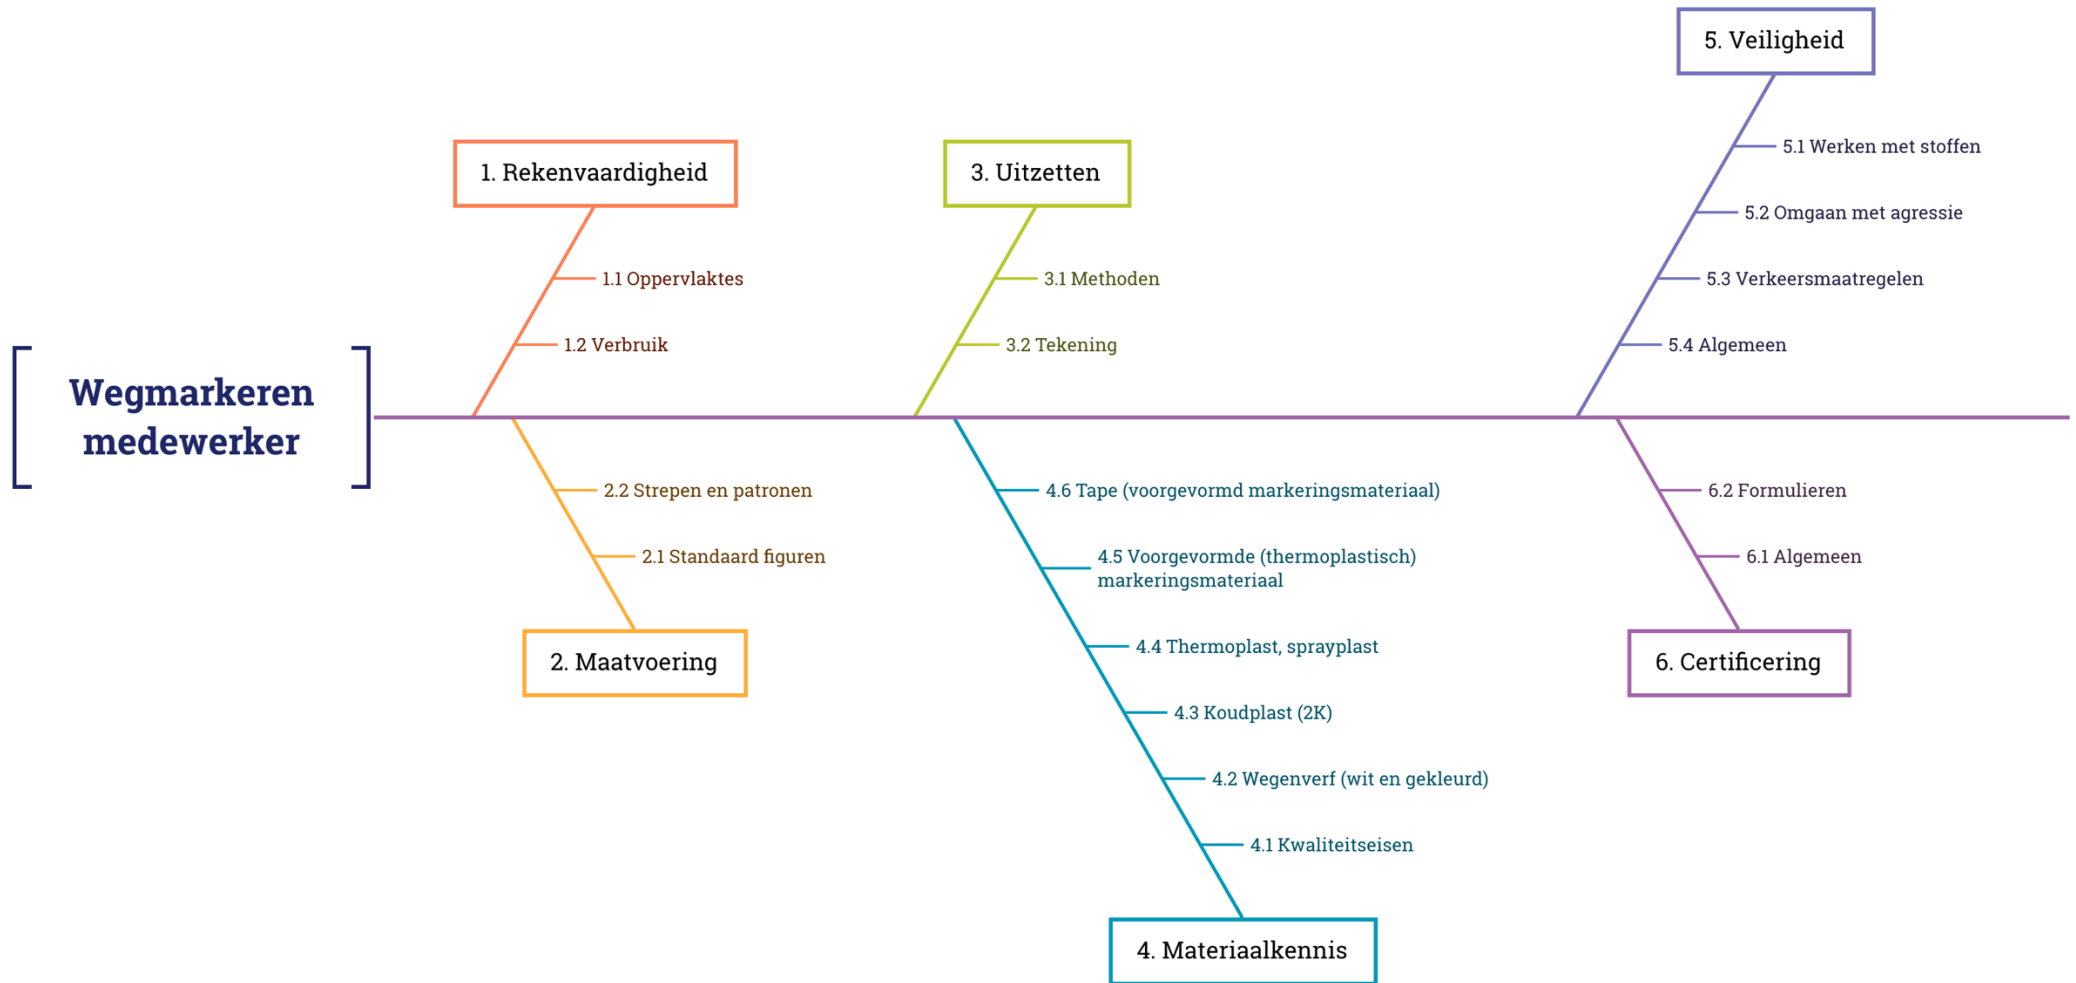 Wegmarkeren
medewerker
1. Rekenvaardigheid
1.1 Oppervlaktes
1.2 Verbruik
2.2 Strepen en patronen
2.1 Standaard figuren
2. Maatvoering
3. Uitzetten
3.1 Methoden
3.2 Tekening
4.6 Tape (voorgevormd markeringsmateriaal)
4.5 Voorgevormde (thermoplastisch)
markeringsmateriaal
4.4 Thermoplast, sprayplast
4.3 Koudplast (2K)
4.2 Wegenverf (wit en gekleurd)
4.1 Kwaliteitseisen
4. Materiaalkennis
5. Veiligheid
5.1 Werken met stoffen
5.2 Omgaan met agressie
5.3 Verkeersmaatregelen
5.4 Algemeen
6.2 Formulieren
6.1 Algemeen
6. Certificering